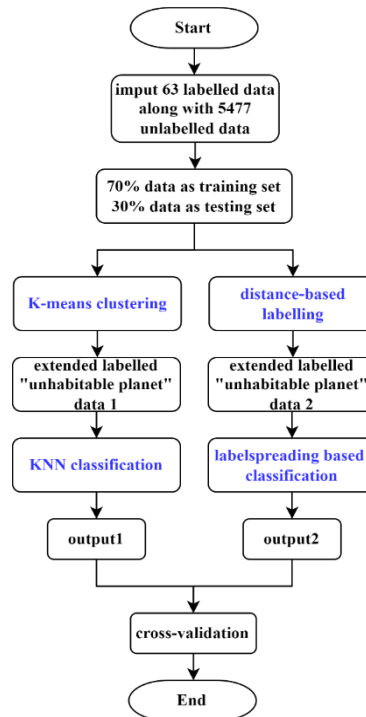 Start
imput 63 labelled data
along with 5477
unlabelled data
70% data as training set
30% data as testing set
K-means clustering
distance-based
labelling
extended labelled
"unhabitable planet"
data 1
extended labelled
"unhabitable planet"
data 2
KNN classification
labelspreading based
classification
output1
output2
cross-validation
End